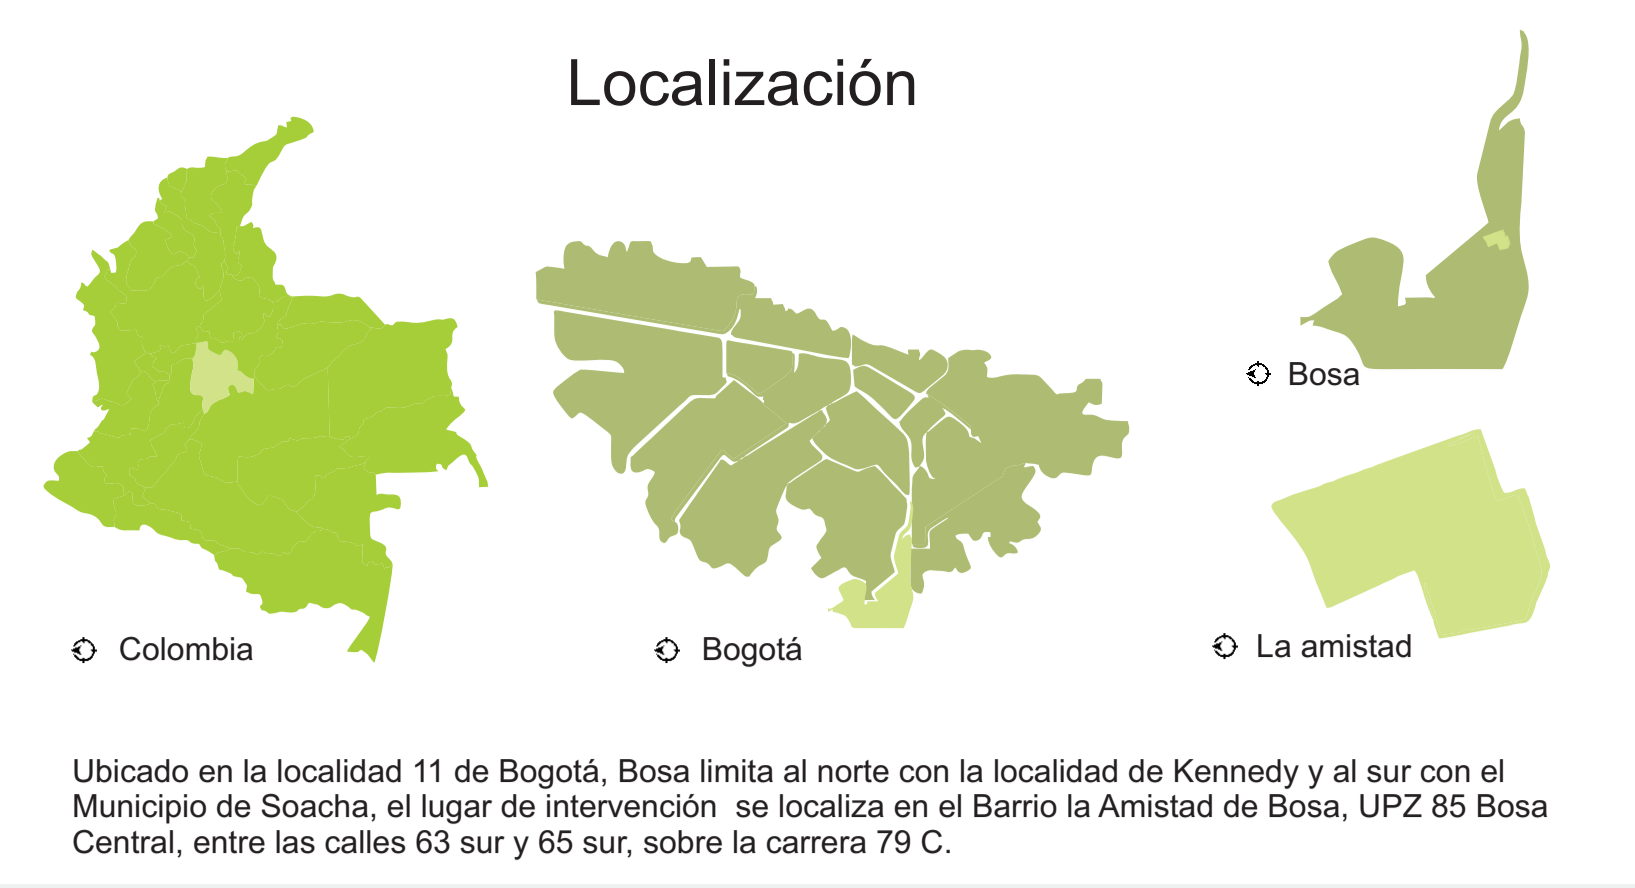 Localización
Bosa
Colombia
Bogotá
La amistad
Ubicado en la localidad 11 de Bogotá, Bosa limita al norte con la localidad de Kennedy y al sur con el
Municipio de Soacha, el lugar de intervención  se localiza en el Barrio la Amistad de Bosa, UPZ 85 Bosa
Central, entre las calles 63 sur y 65 sur, sobre la carrera 79 C.